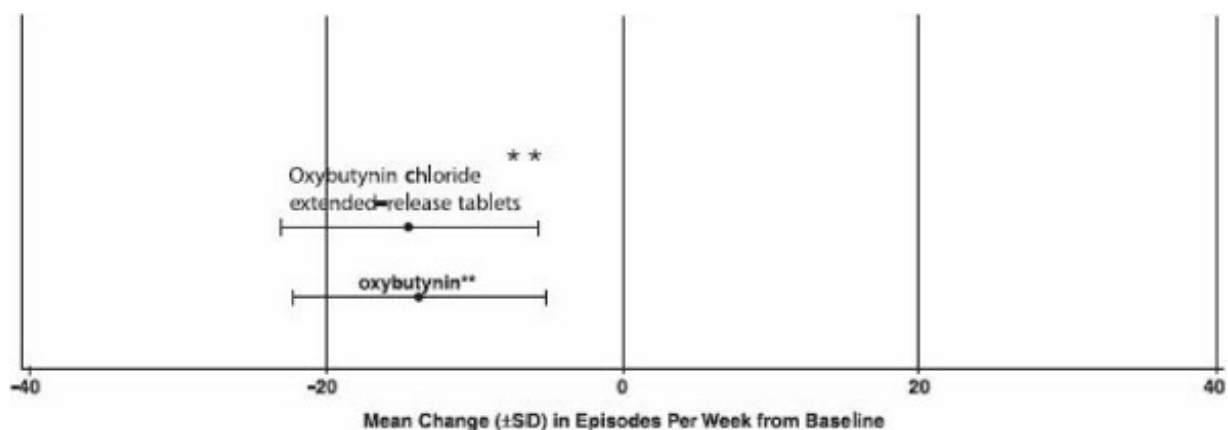 * *
Oxybutynin chloride
extended-release tablets
oxybutynin**
-40 -20 0 20 40
Mean Change (±SD) in Episodes Per Week from Baseline